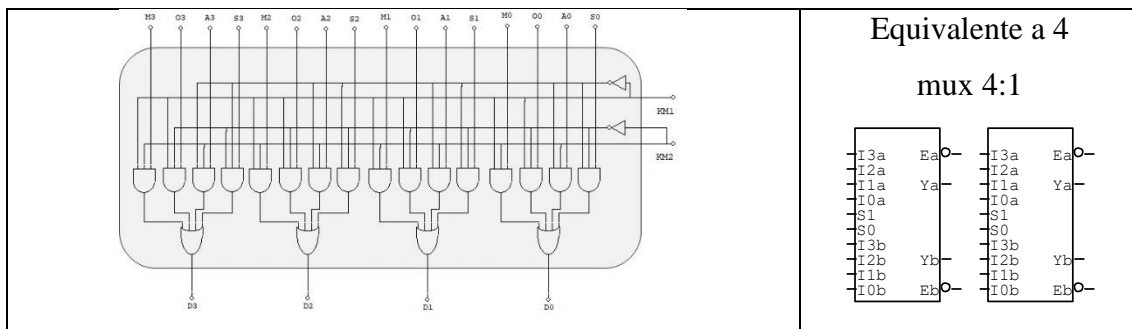 M3 O3 A3 S3 M2 O2 A2 S2 M1 O1 A1 S1 M0 O0 A0 S0
KM1
KM2
D3 D2 D1 D0
Equivalente a 4
mux 4:1
I3a Ea
I2a
I1a Ya
I0a
S1
S0
I3b
I2b Yb
I1b
I0b Eb
I3a Ea
I2a
I1a Ya
I0a
S1
S0
I3b
I2b Yb
I1b
I0b Eb